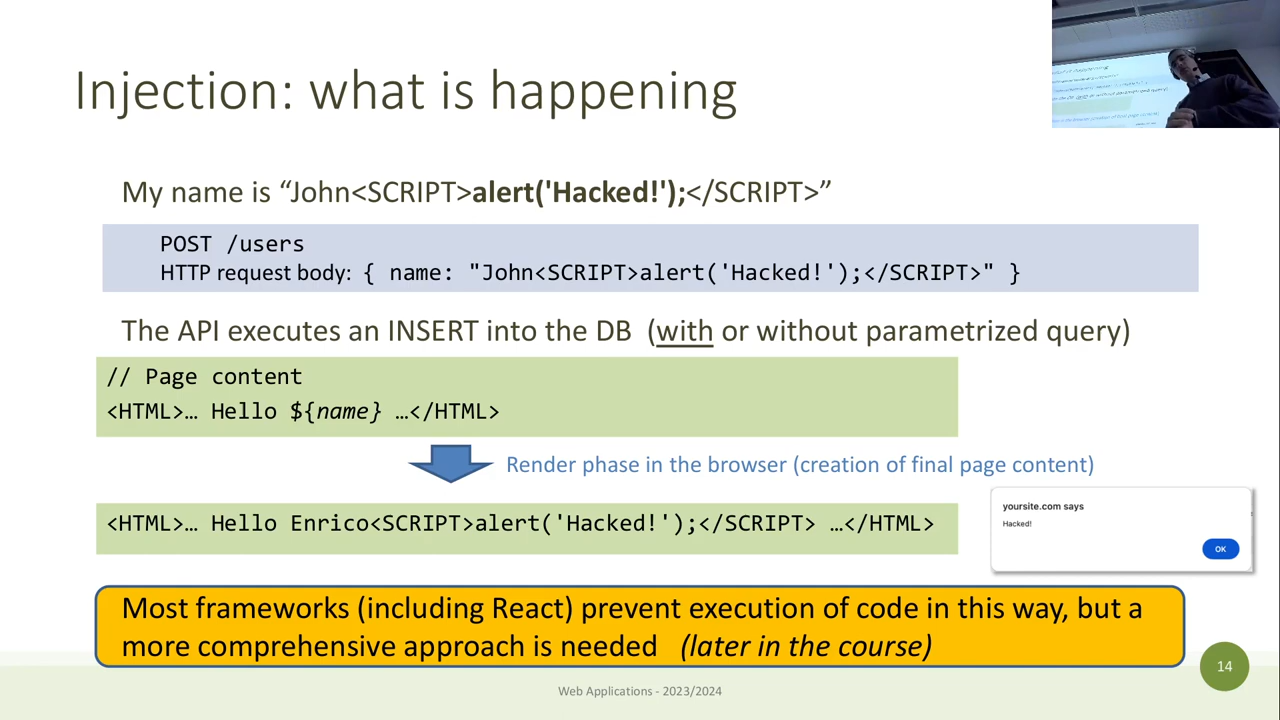 Injection: what is happening
My name is “John<SCRIPT>alert('Hacked!');</SCRIPT>”
POST /users
HTTP request body: { name: "John<SCRIPT>alert('Hacked!');</SCRIPT>" }
The API executes an INSERT into the DB (with or without parametrized query)
// Page content
<HTML>… Hello ${name} …</HTML>
Render phase in the browser (creation of final page content)
<HTML>… Hello Enrico<SCRIPT>alert('Hacked!');</SCRIPT> …</HTML>
yoursite.com says
Hacked!
OK
Most frameworks (including React) prevent execution of code in this way, but a
more comprehensive approach is needed (later in the course)
14
Web Applications - 2023/2024